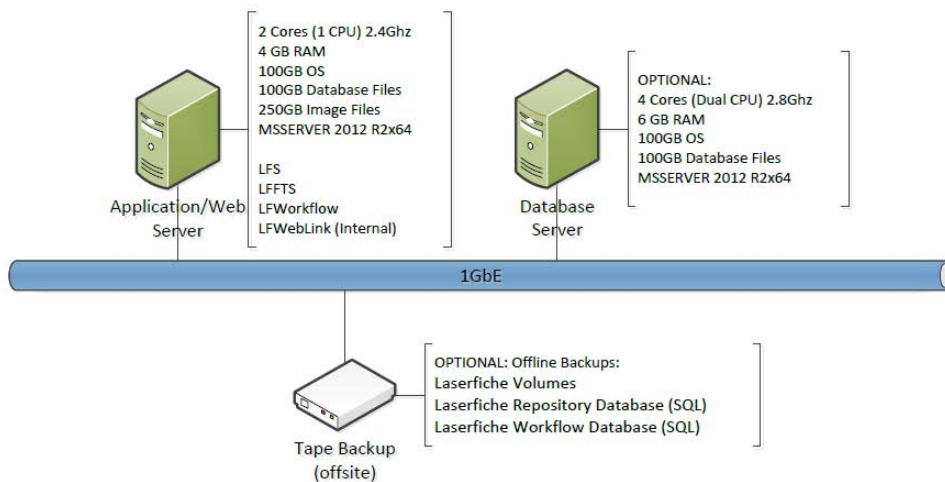 2 Cores (1 CPU) 2.4Ghz
4 GB RAM
100GB OS
100GB Database Files
250GB Image Files
MSSERVER 2012 R2x64
LFS
LFFTS
LFWorkflow
LFWebLink (Internal)
Application/Web
Server
OPTIONAL:
4 Cores (Dual CPU) 2.8Ghz
6 GB RAM
100GB OS
100GB Database Files
MSSERVER 2012 R2x64
Database
Server
1GbE
OPTIONAL: Offline Backups:
Laserfiche Volumes
Laserfiche Repository Database (SQL)
Laserfiche Workflow Database (SQL)
Tape Backup
(offsite)